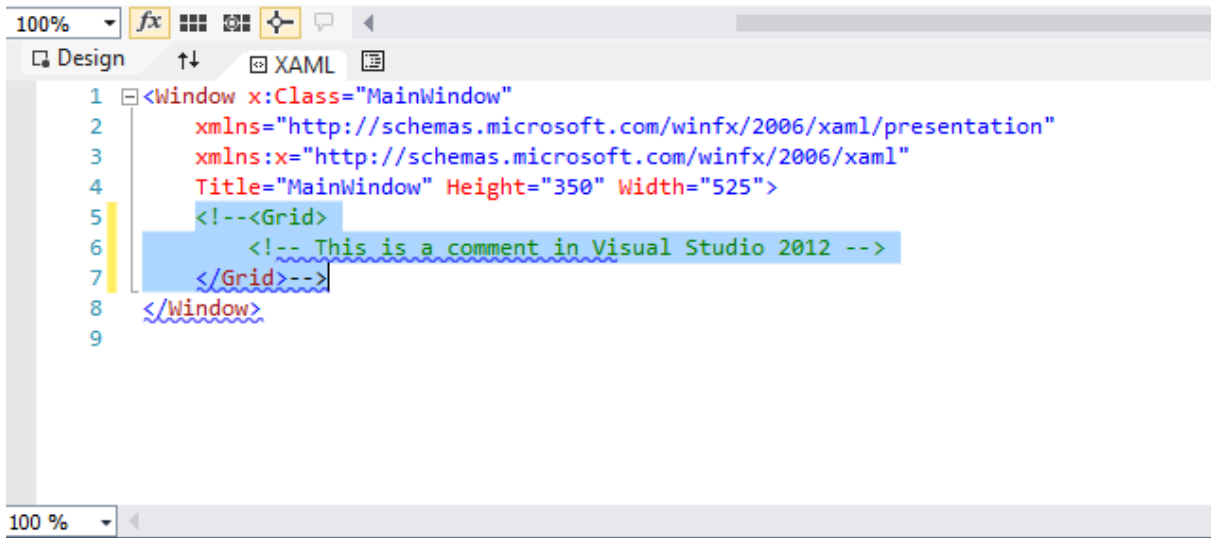 100%
fx
Design XAML
1 <Window x:Class="MainWindow"
2 xmlns="http://schemas.microsoft.com/winfx/2006/xaml/presentation"
3 xmlns:x="http://schemas.microsoft.com/winfx/2006/xaml"
4 Title="MainWindow" Height="350" Width="525">
5 <!--<Grid>
6 <!-- This is a comment in Visual Studio 2012 -->
7 </Grid>-->
8 </Window>
9
100 %